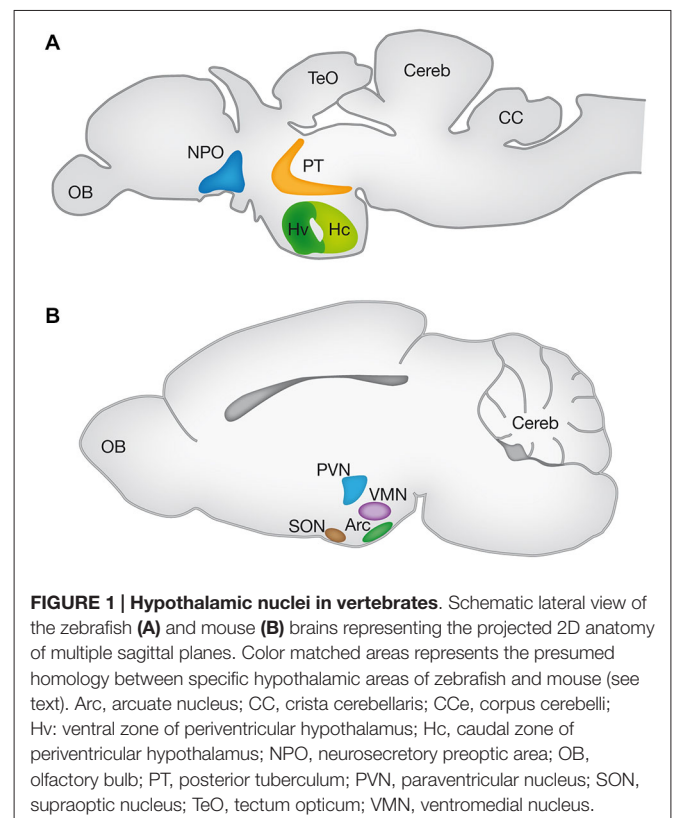 A
TeO
Cereb
CC
NPO
PT
OB
Hv
Hc
B
OB
Cereb
PVN
VMN
SON
Arc
FIGURE 1 | Hypothalamic nuclei in vertebrates. Schematic lateral view of
the zebrafish (A) and mouse (B) brains representing the projected 2D anatomy
of multiple sagittal planes. Color matched areas represents the presumed
homology between specific hypothalamic areas of zebrafish and mouse (see
text). Arc, arcuate nucleus; CC, crista cerebellaris; CCe, corpus cerebelli;
Hv: ventral zone of periventricular hypothalamus; Hc, caudal zone of
periventricular hypothalamus; NPO, neurosecretory preoptic area; OB,
olfactory bulb; PT, posterior tuberculum; PVN, paraventricular nucleus; SON,
supraoptic nucleus; TeO, tectum opticum; VMN, ventromedial nucleus.